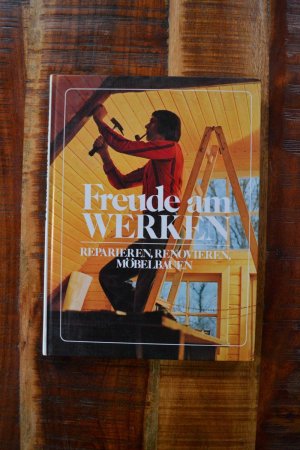 Freude am
WERKEN
REPARIEREN, RENOVIEREN,
MÖBELBAUEN